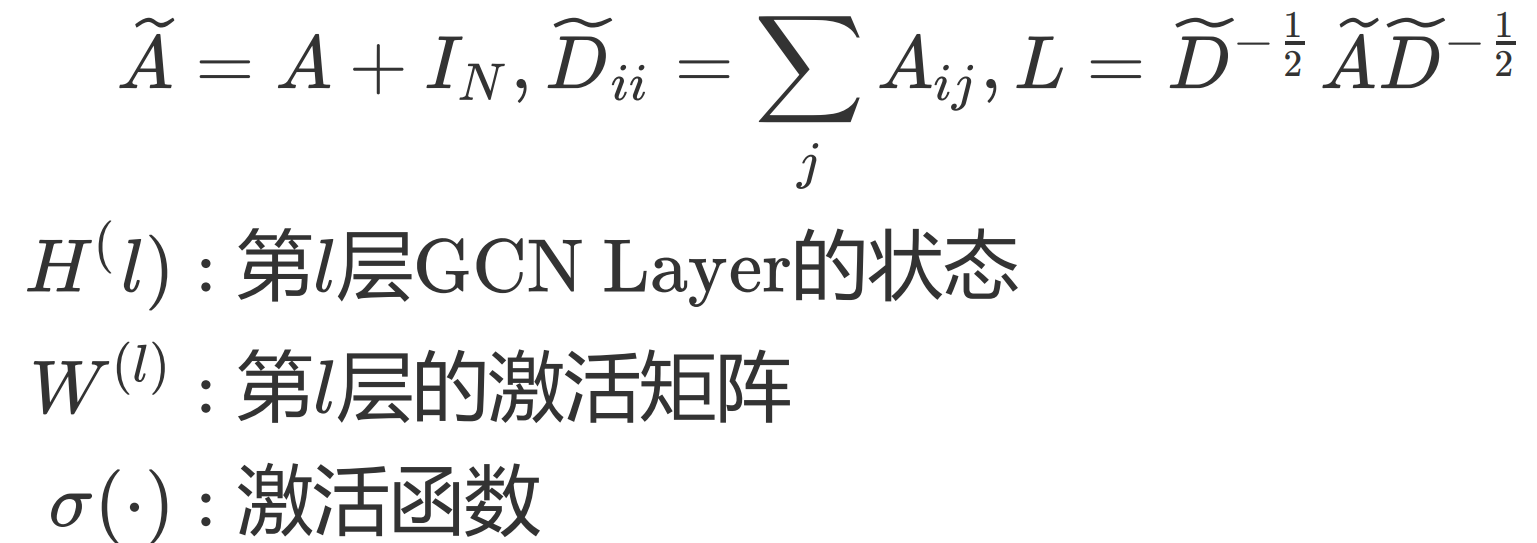 $\widetilde{A} = A + I_N, \widetilde{D}_{ii} = \sum_j A_{ij}, L = \widetilde{D}^{-\frac{1}{2}} \widetilde{A} \widetilde{D}^{-\frac{1}{2}}$
$H^(l)$ : 第$l$层GCN Layer的状态
$W^{(l)}$ : 第$l$层的激活矩阵
$\sigma(\cdot)$ : 激活函数